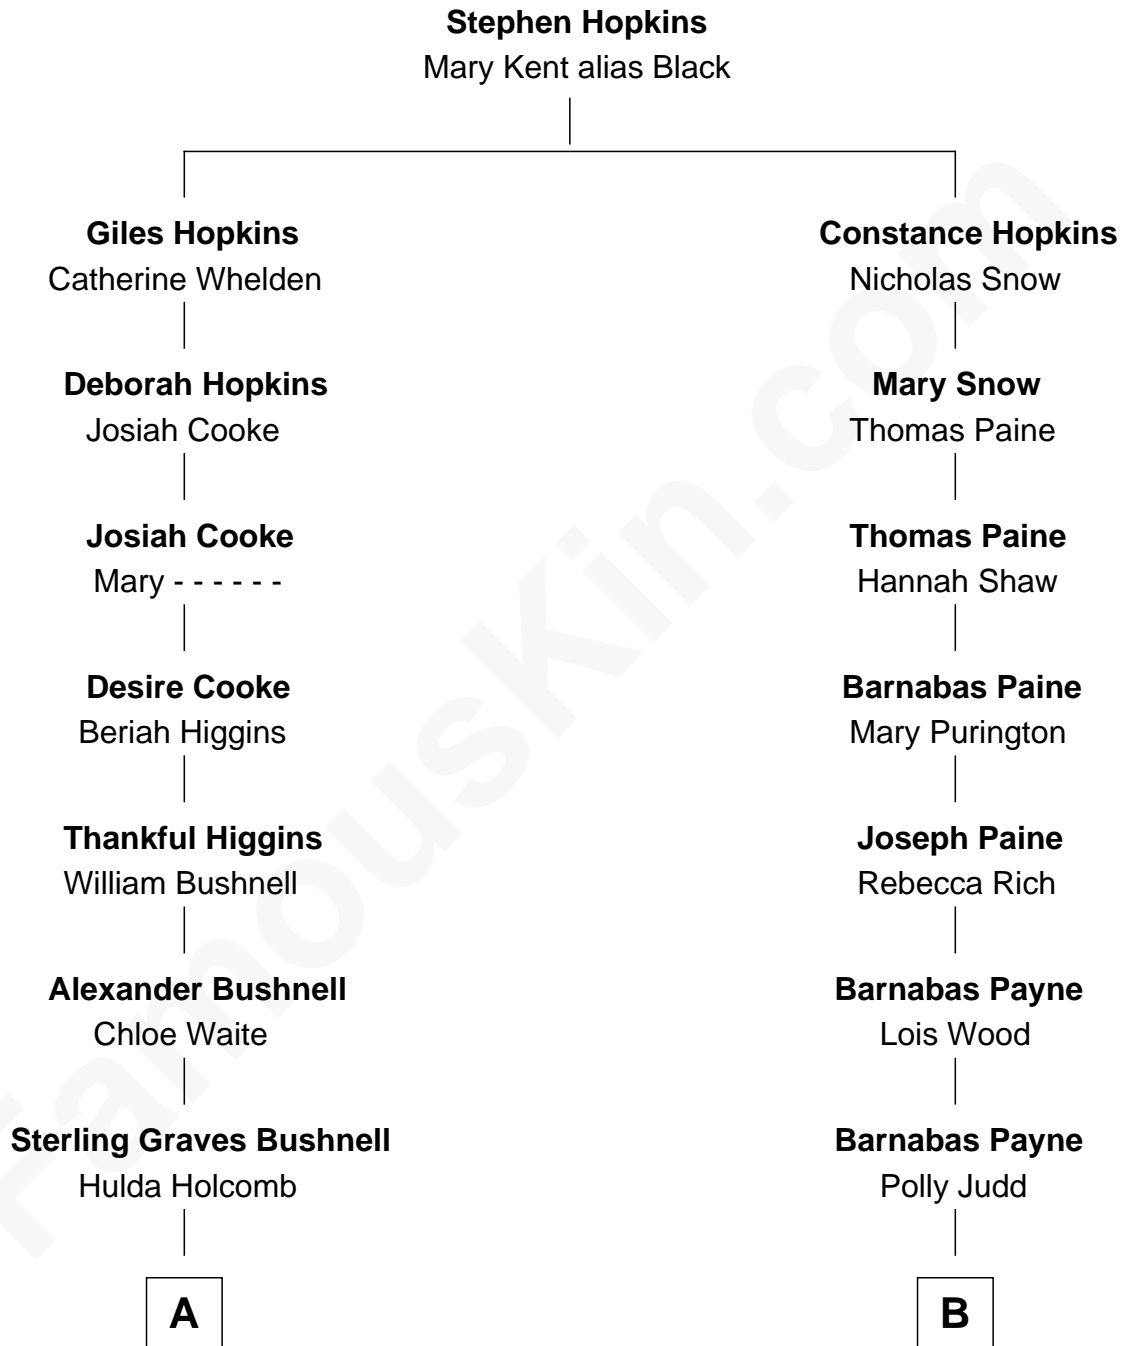 Stephen Hopkins
Mary Kent alias Black
Giles Hopkins
Catherine Whelden
Constance Hopkins
Nicholas Snow
Deborah Hopkins
Josiah Cooke
Mary Snow
Thomas Paine
Josiah Cooke
Mary - - - - - -
Thomas Paine
Hannah Shaw
Desire Cooke
Beriah Higgins
Barnabas Paine
Mary Purington
Thankful Higgins
William Bushnell
Joseph Paine
Rebecca Rich
Alexander Bushnell
Chloe Waite
Barnabas Payne
Lois Wood
Sterling Graves Bushnell
Hulda Holcomb
Barnabas Payne
Polly Judd
A
B
FamousKin.com